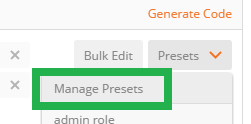 Generate Code
Bulk Edit Presets
Manage Presets
admin role